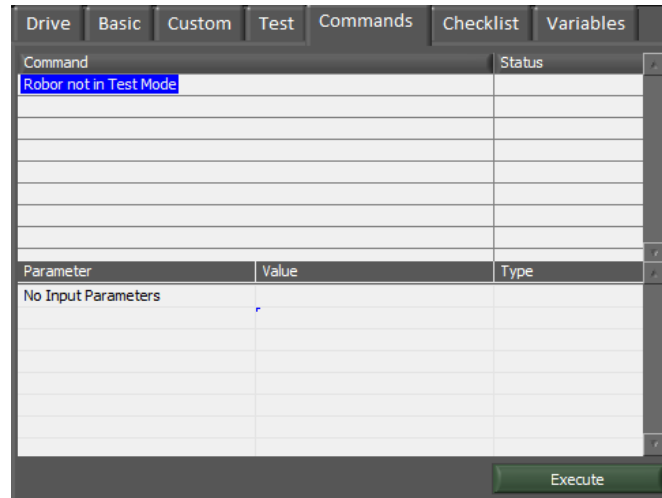 Drive Basic Custom Test Commands Checklist Variables
Command Status
Robor not in Test Mode
Parameter Value Type
No Input Parameters
Execute